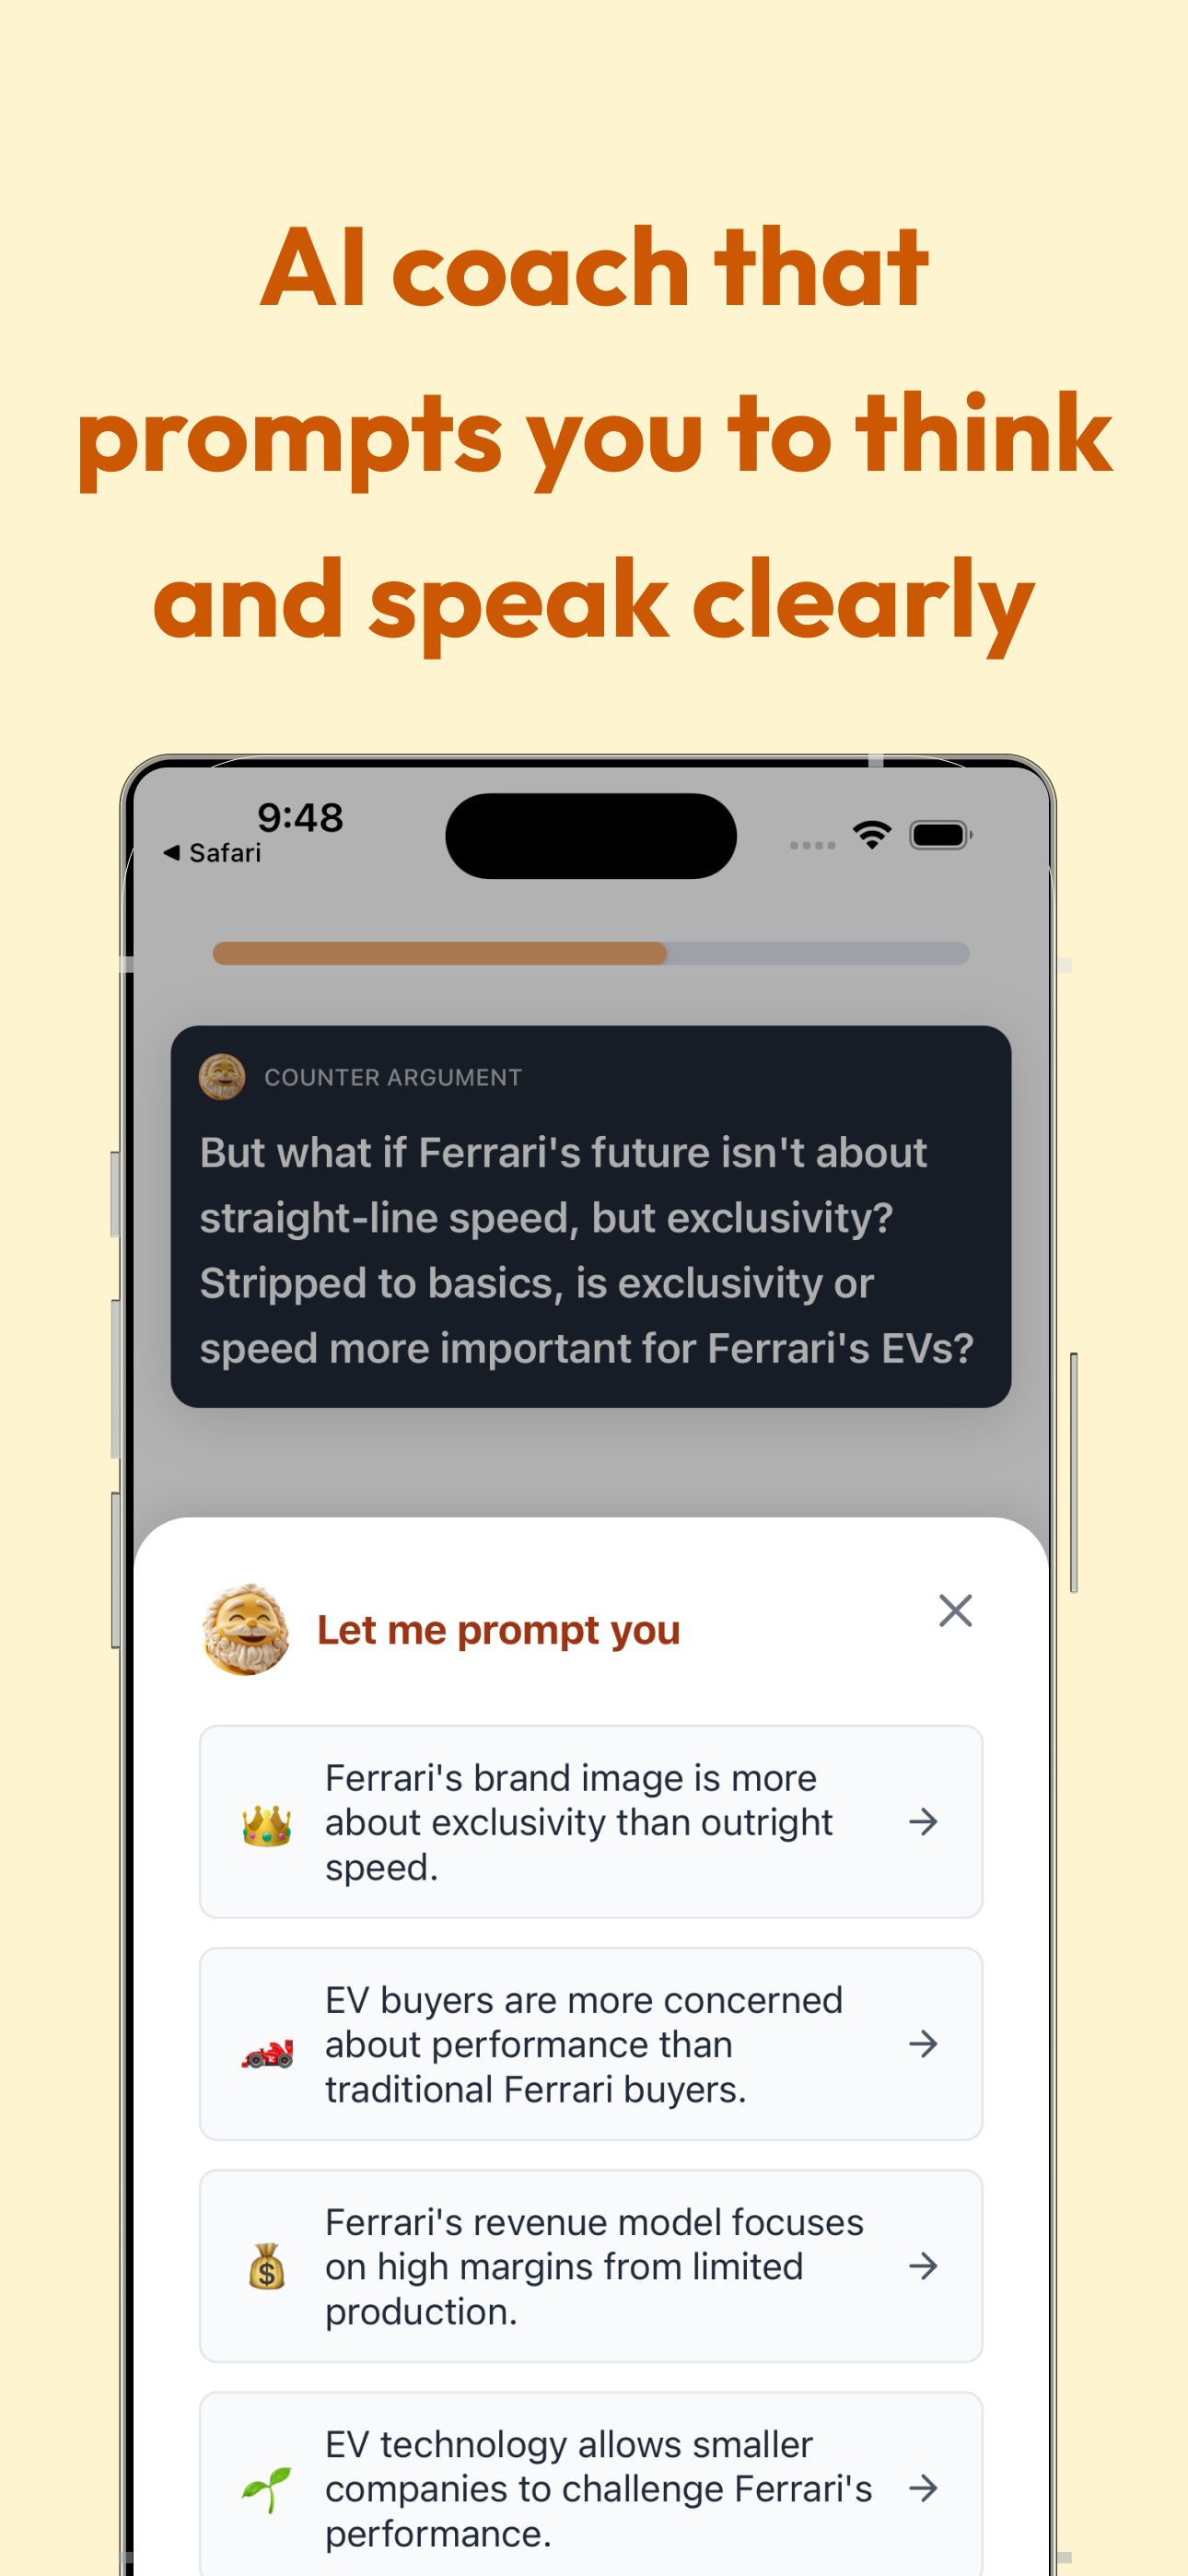 AI coach that
prompts you to think
and speak clearly
9:48
Safari
COUNTER ARGUMENT
But what if Ferrari's future isn't about
straight-line speed, but exclusivity?
Stripped to basics, is exclusivity or
speed more important for Ferrari's EVs?
Let me prompt you
Ferrari's brand image is more
about exclusivity than outright
speed.
EV buyers are more concerned
about performance than
traditional Ferrari buyers.
$
Ferrari's revenue model focuses
on high margins from limited
production.
EV technology allows smaller
companies to challenge Ferrari's
performance.